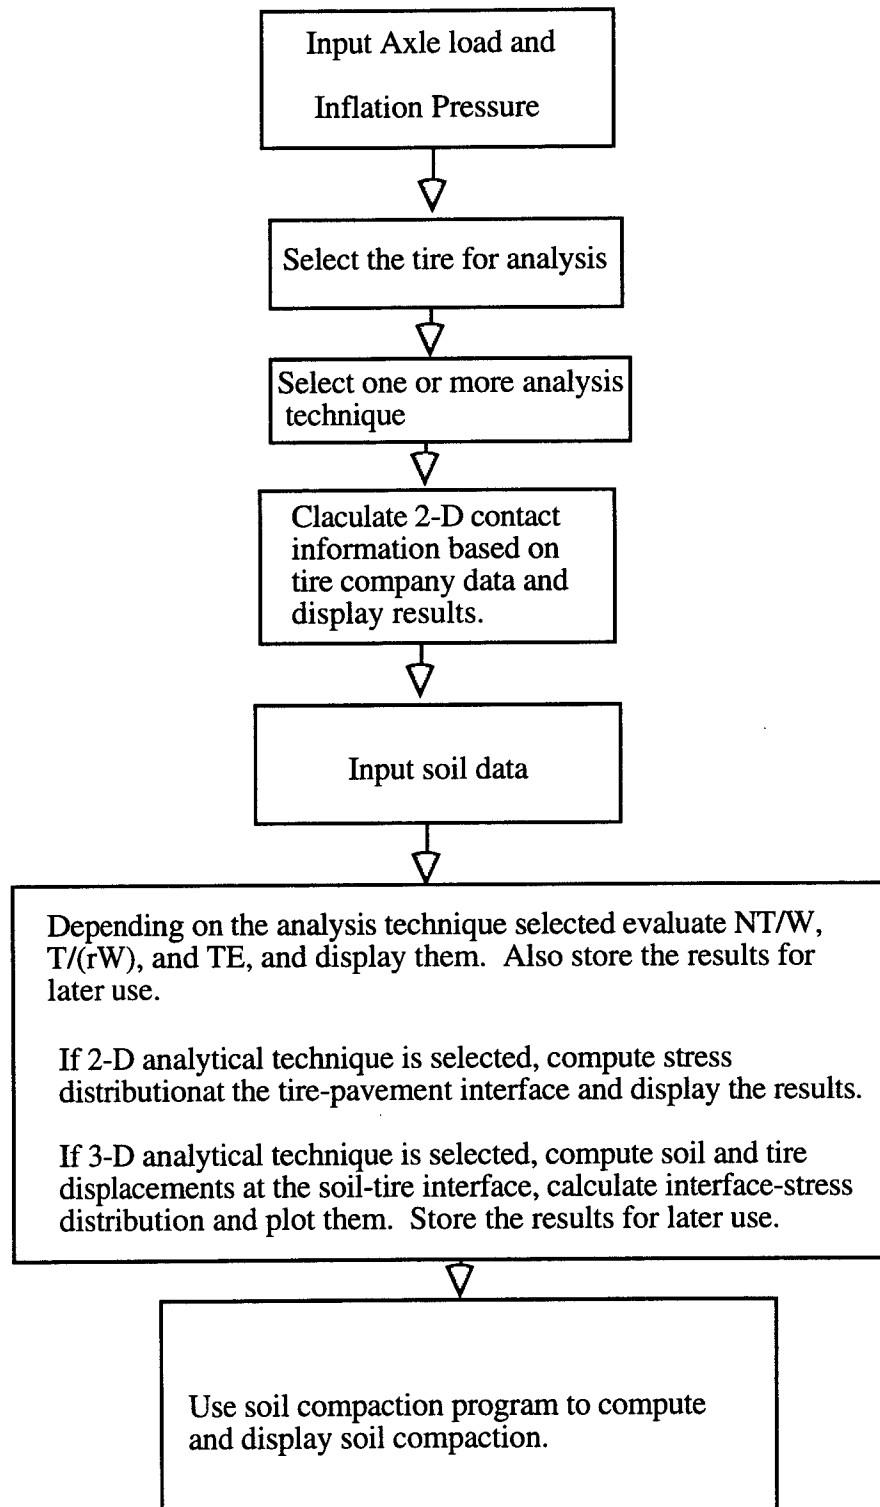 Input Axle load and
Inflation Pressure
Select the tire for analysis
Select one or more analysis
technique
Claculate 2-D contact
information based on
tire company data and
display results.
Input soil data
Depending on the analysis technique selected evaluate NT/W,
T/(rW), and TE, and display them.  Also store the results for
later use.
If 2-D analytical technique is selected, compute stress
distributionat the tire-pavement interface and display the results.
If 3-D analytical technique is selected, compute soil and tire
displacements at the soil-tire interface, calculate interface-stress
distribution and plot them.  Store the results for later use.
Use soil compaction program to compute
and display soil compaction.